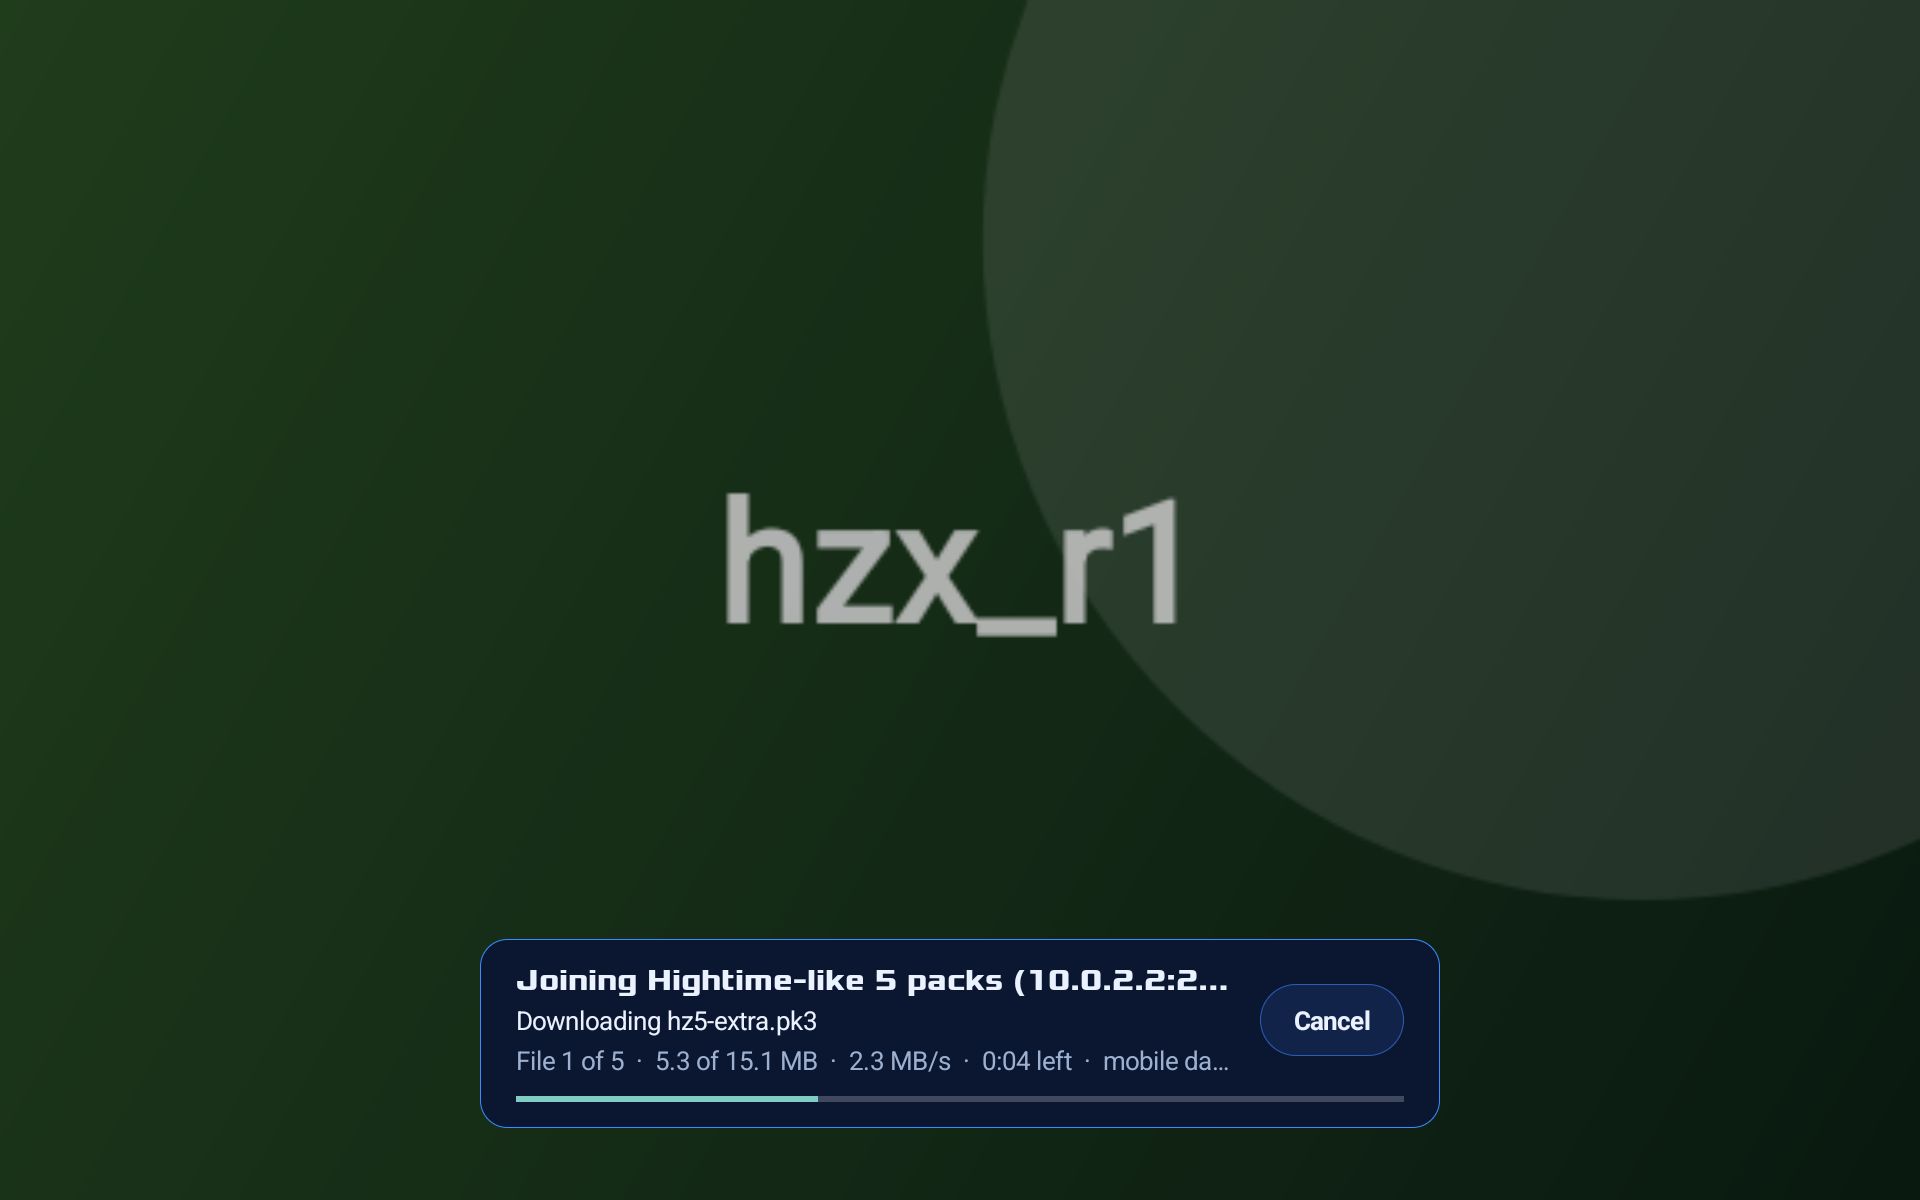 hzx_r1
Joining Hightime-like 5 packs (10.0.2.2:2...
Downloading hz5-extra.pk3
File 1 of 5 · 5.3 of 15.1 MB · 2.3 MB/s · 0:04 left · mobile da...
Cancel